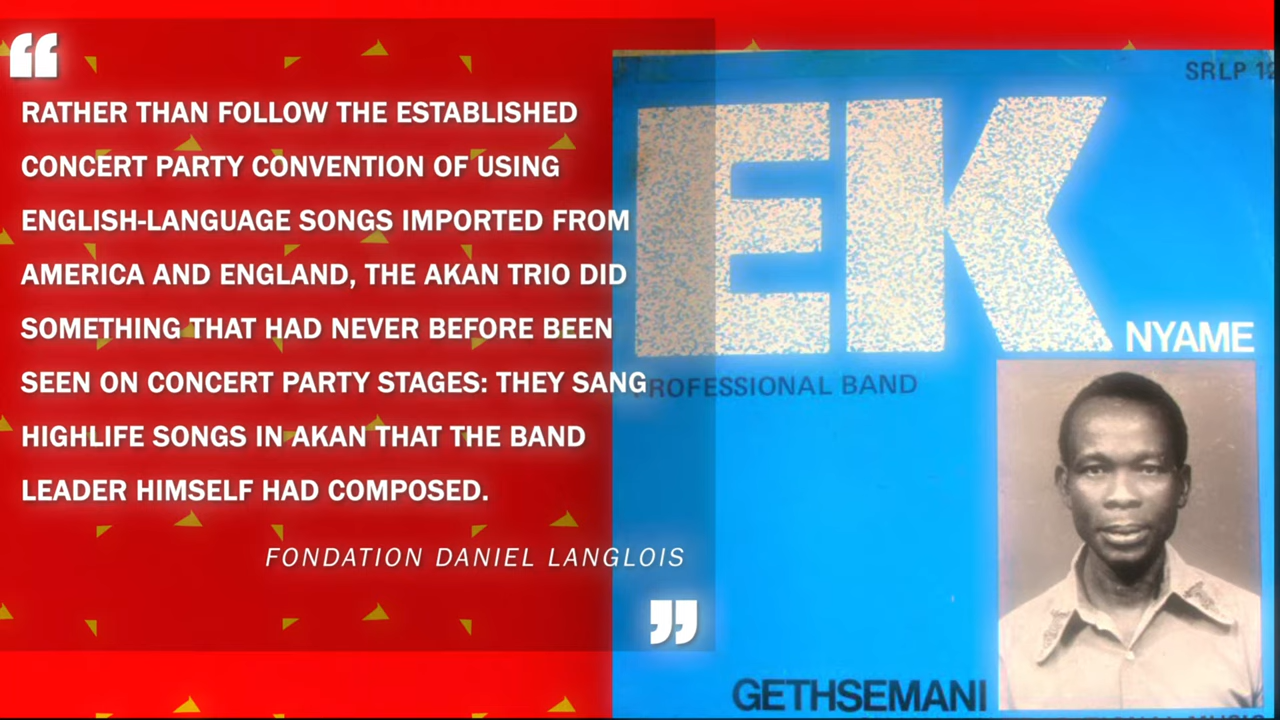 “
RATHER THAN FOLLOW THE ESTABLISHED
CONCERT PARTY CONVENTION OF USING
ENGLISH-LANGUAGE SONGS IMPORTED FROM
AMERICA AND ENGLAND, THE AKAN TRIO DID
SOMETHING THAT HAD NEVER BEFORE BEEN
SEEN ON CONCERT PARTY STAGES: THEY SANG
HIGHLIFE SONGS IN AKAN THAT THE BAND
LEADER HIMSELF HAD COMPOSED.
FONDATION DANIEL LANGLOIS
”
SRLP 12
EK
NYAME
PROFESSIONAL BAND
GETHSEMANI